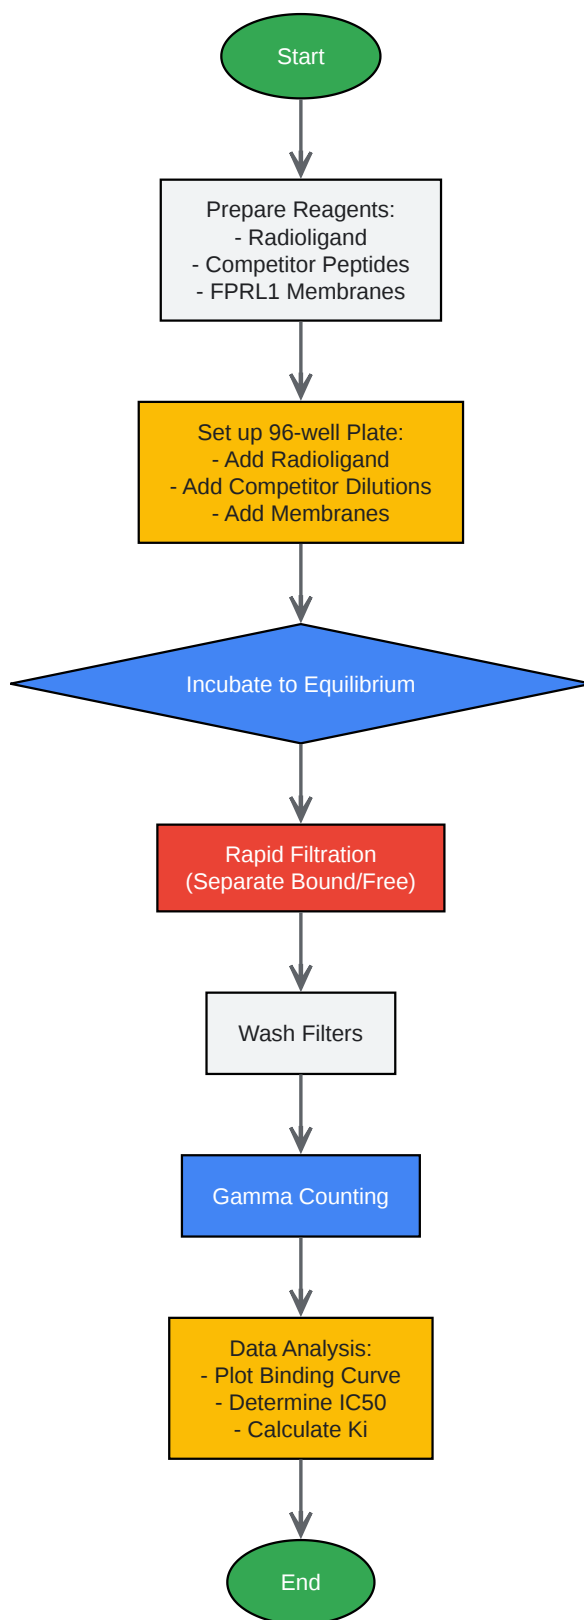 Start
Prepare Reagents:
- Radioligand
- Competitor Peptides
- FPRL1 Membranes
Set up 96-well Plate:
- Add Radioligand
- Add Competitor Dilutions
- Add Membranes
Incubate to Equilibrium
Rapid Filtration
(Separate Bound/Free)
Wash Filters
Gamma Counting
Data Analysis:
- Plot Binding Curve
- Determine IC50
- Calculate Ki
End